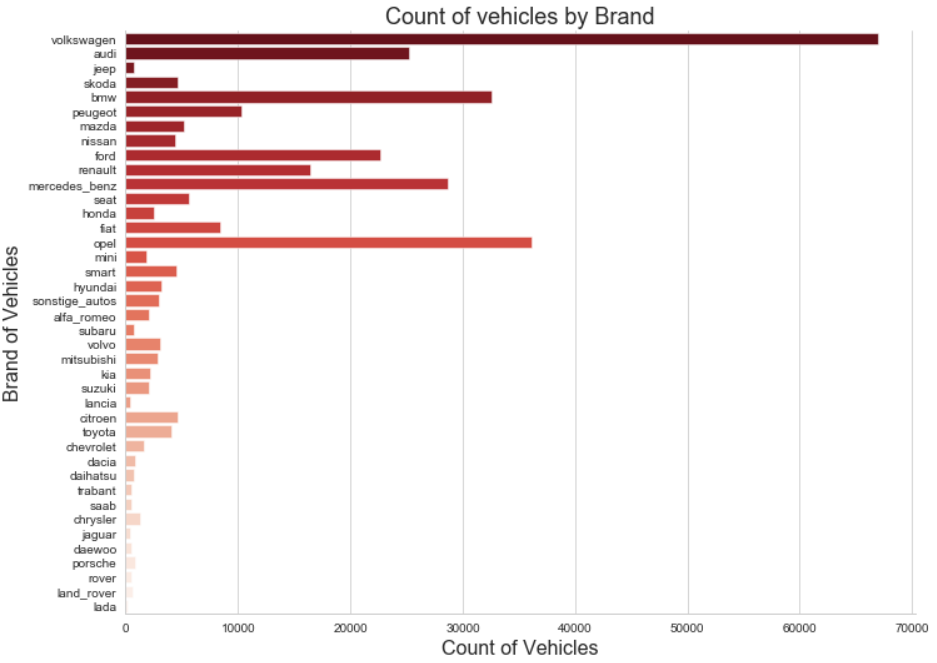 Count of vehicles by Brand
volkswagen
audi
jeep
skoda
bmw
peugeot
mazda
nissan
ford
renault
mercedes_benz
seat
honda
fiat
opel
mini
smart
hyundai
sonstige_autos
alfa_romeo
subaru
volvo
mitsubishi
kia
suzuki
lancia
citroen
toyota
chevrolet
dacia
daihatsu
trabant
saab
chrysler
jaguar
daewoo
porsche
rover
land_rover
lada
Brand of Vehicles
0 10000 20000 30000 40000 50000 60000 70000
Count of Vehicles